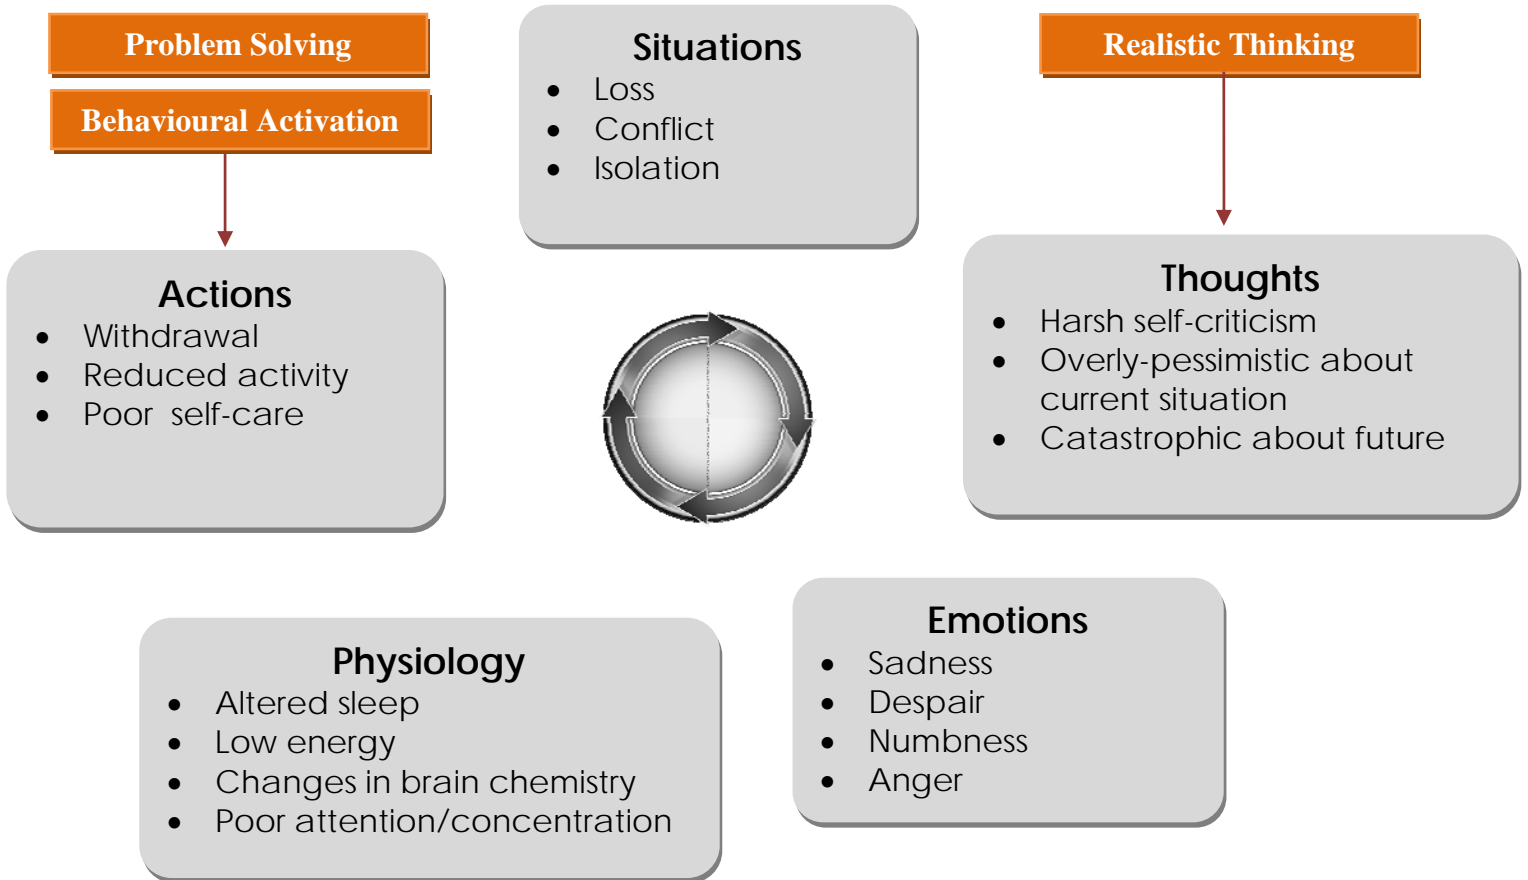 Problem Solving
Behavioural Activation
Situations
• Loss
• Conflict
• Isolation
Realistic Thinking
Actions
• Withdrawal
• Reduced activity
• Poor self-care
Thoughts
• Harsh self-criticism
• Overly-pessimistic about
current situation
• Catastrophic about future
Physiology
• Altered sleep
• Low energy
• Changes in brain chemistry
• Poor attention/concentration
Emotions
• Sadness
• Despair
• Numbness
• Anger